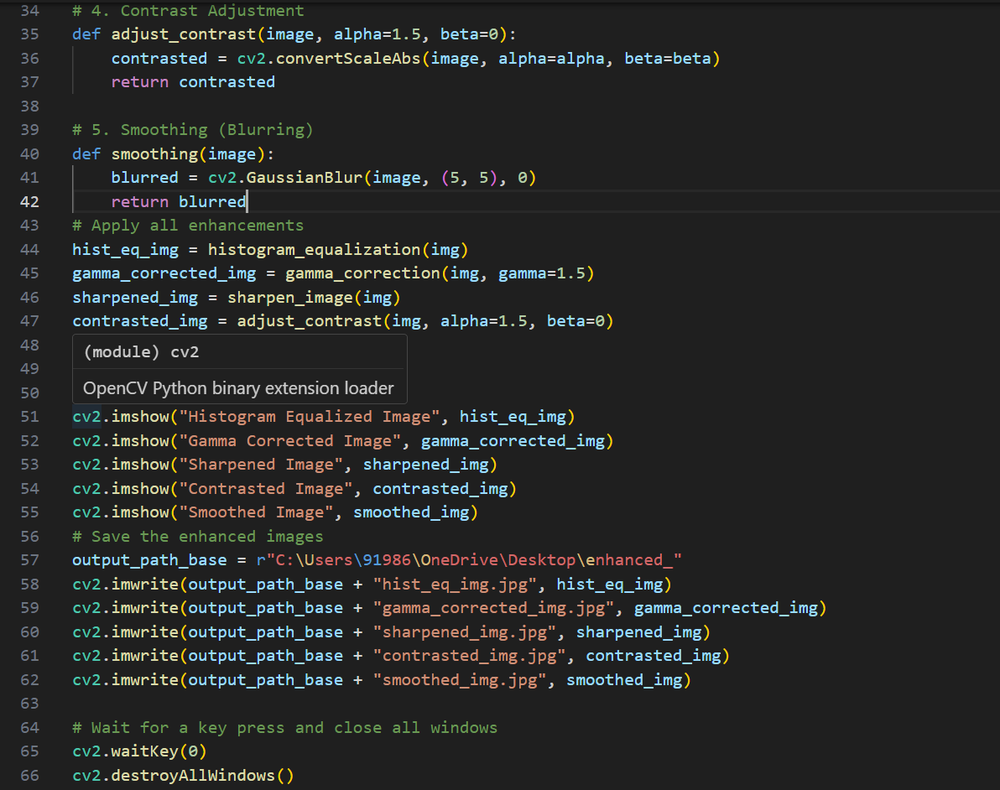 34 # 4. Contrast Adjustment
35 def adjust_contrast(image, alpha=1.5, beta=0):
36     contrasted = cv2.convertScaleAbs(image, alpha=alpha, beta=beta)
37     return contrasted
38
39 # 5. Smoothing (Blurring)
40 def smoothing(image):
41     blurred = cv2.GaussianBlur(image, (5, 5), 0)
42     return blurred
43 # Apply all enhancements
44 hist_eq_img = histogram_equalization(img)
45 gamma_corrected_img = gamma_correction(img, gamma=1.5)
46 sharpened_img = sharpen_image(img)
47 contrasted_img = adjust_contrast(img, alpha=1.5, beta=0)
48 (module) cv2
49
50 OpenCV Python binary extension loader
51 cv2.imshow("Histogram Equalized Image", hist_eq_img)
52 cv2.imshow("Gamma Corrected Image", gamma_corrected_img)
53 cv2.imshow("Sharpened Image", sharpened_img)
54 cv2.imshow("Contrasted Image", contrasted_img)
55 cv2.imshow("Smoothed Image", smoothed_img)
56 # Save the enhanced images
57 output_path_base = r"C:\Users\91986\OneDrive\Desktop\enhanced_"
58 cv2.imwrite(output_path_base + "hist_eq_img.jpg", hist_eq_img)
59 cv2.imwrite(output_path_base + "gamma_corrected_img.jpg", gamma_corrected_img)
60 cv2.imwrite(output_path_base + "sharpened_img.jpg", sharpened_img)
61 cv2.imwrite(output_path_base + "contrasted_img.jpg", contrasted_img)
62 cv2.imwrite(output_path_base + "smoothed_img.jpg", smoothed_img)
63
64 # Wait for a key press and close all windows
65 cv2.waitKey(0)
66 cv2.destroyAllWindows()